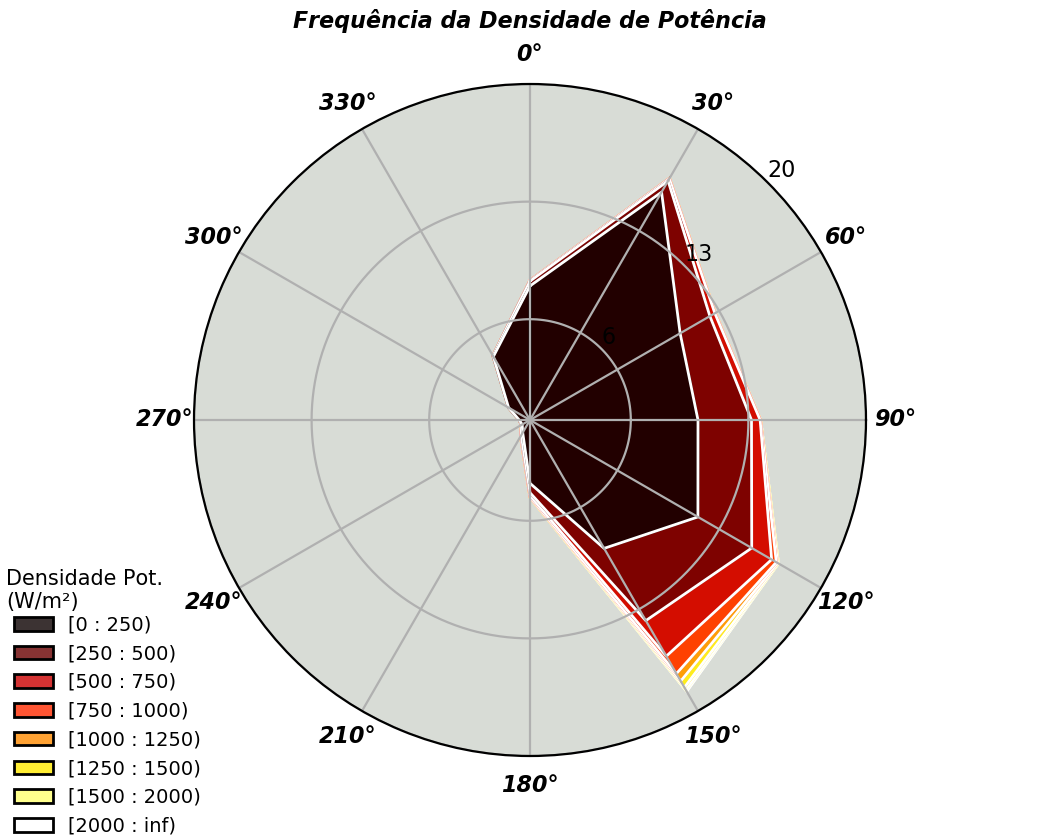 Frequência da Densidade de Potência
0°
330°
30°
20
300°
60°
13
6
270°
90°
240°
120°
210°
150°
180°
Densidade Pot.
(W/m²)
[0 : 250)
[250 : 500)
[500 : 750)
[750 : 1000)
[1000 : 1250)
[1250 : 1500)
[1500 : 2000)
[2000 : inf)